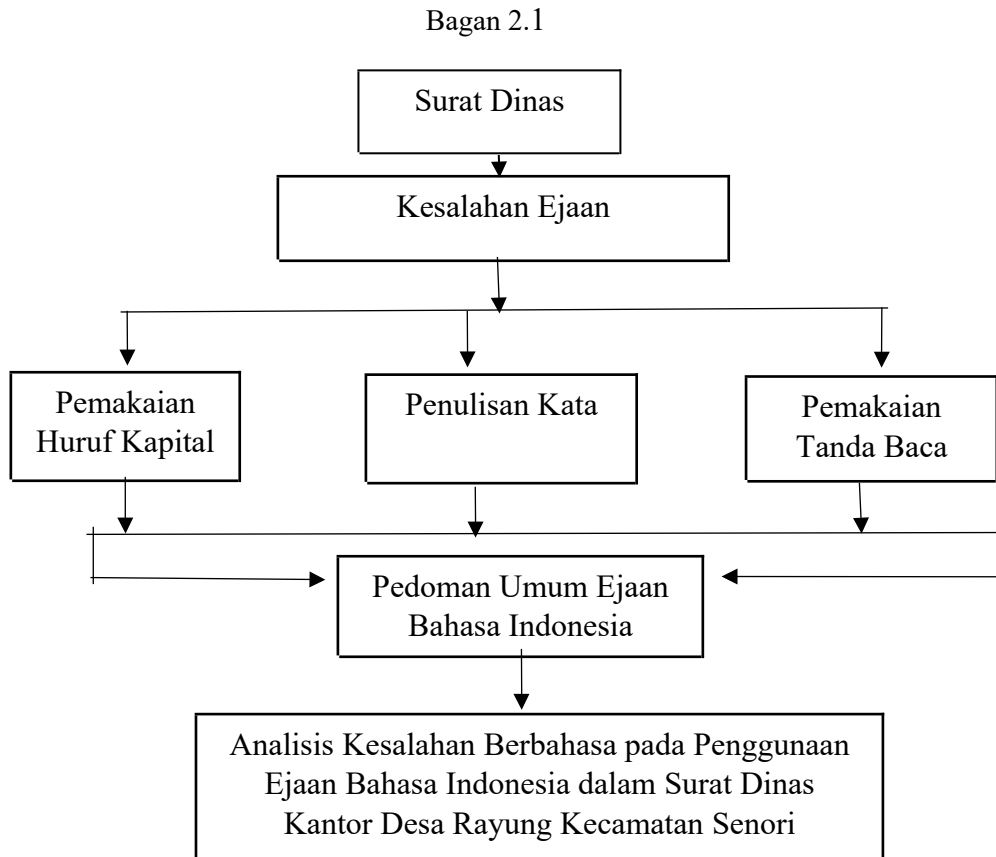 Bagan 2.1
Surat Dinas
Kesalahan Ejaan
Pemakaian
Huruf Kapital
Penulisan Kata
Pemakaian
Tanda Baca
Pedoman Umum Ejaan
Bahasa Indonesia
Analisis Kesalahan Berbahasa pada Penggunaan
Ejaan Bahasa Indonesia dalam Surat Dinas
Kantor Desa Rayung Kecamatan Senori